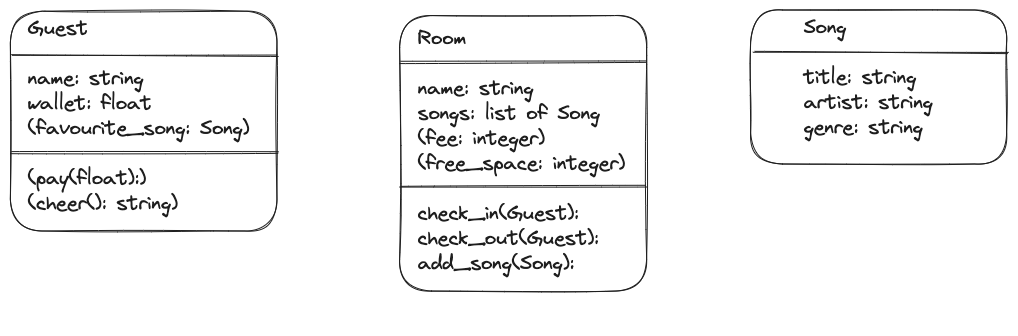 Guest
name: string
wallet: float
(favourite_song: Song)
(pay(float):)
(cheer(): string)
Room
name: string
songs: list of Song
(fee: integer)
(free_space: integer)
check_in(Guest):
check_out(Guest):
add_song(Song):
Song
title: string
artist: string
genre: string